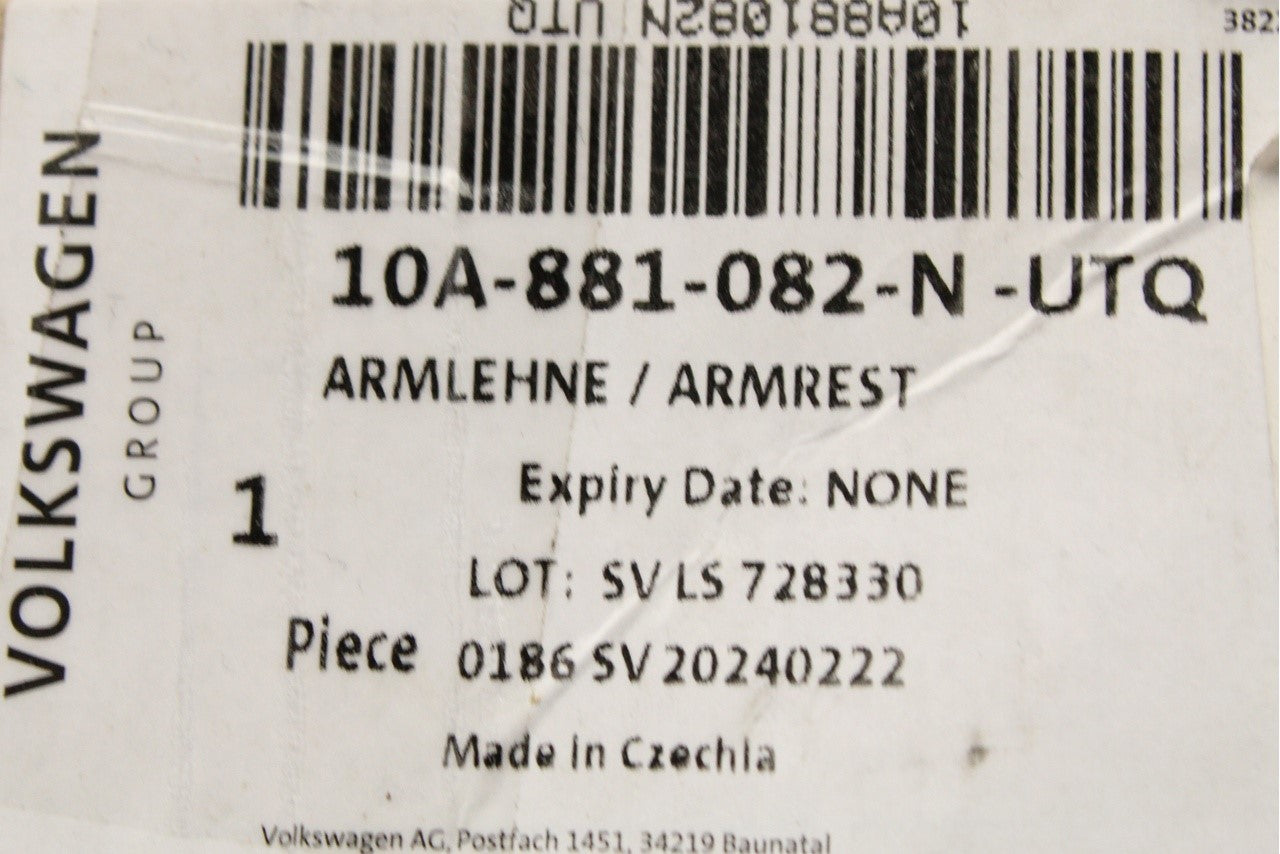 10A881082N UTQ
VOLKSWAGEN
GROUP
10A-881-082-N -UTQ
ARMLEHNE / ARMREST
Expiry Date: NONE
1
LOT: SV LS 728330
Piece 0186 SV 20240222
Made in Czechia
Volkswagen AG, Postfach 1451, 34219 Baunatal